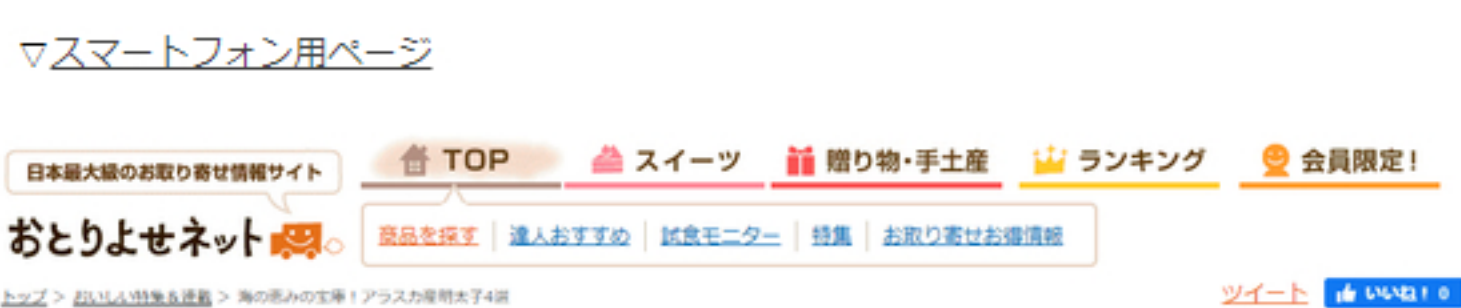 ▽スマートフォン用ページ
日本最大級のお取り寄せ情報サイト
TOP スイーツ 贈り物・手土産 ランキング 会員限定！
おとりよせネット
商品を探す 達人おすすめ 試食モニター 特集 お取り寄せお得情報
トップ > おいしい特集&連載 > 海の恵みの宝庫！アラスカ産明太子4選
ツイート いいね！ 0